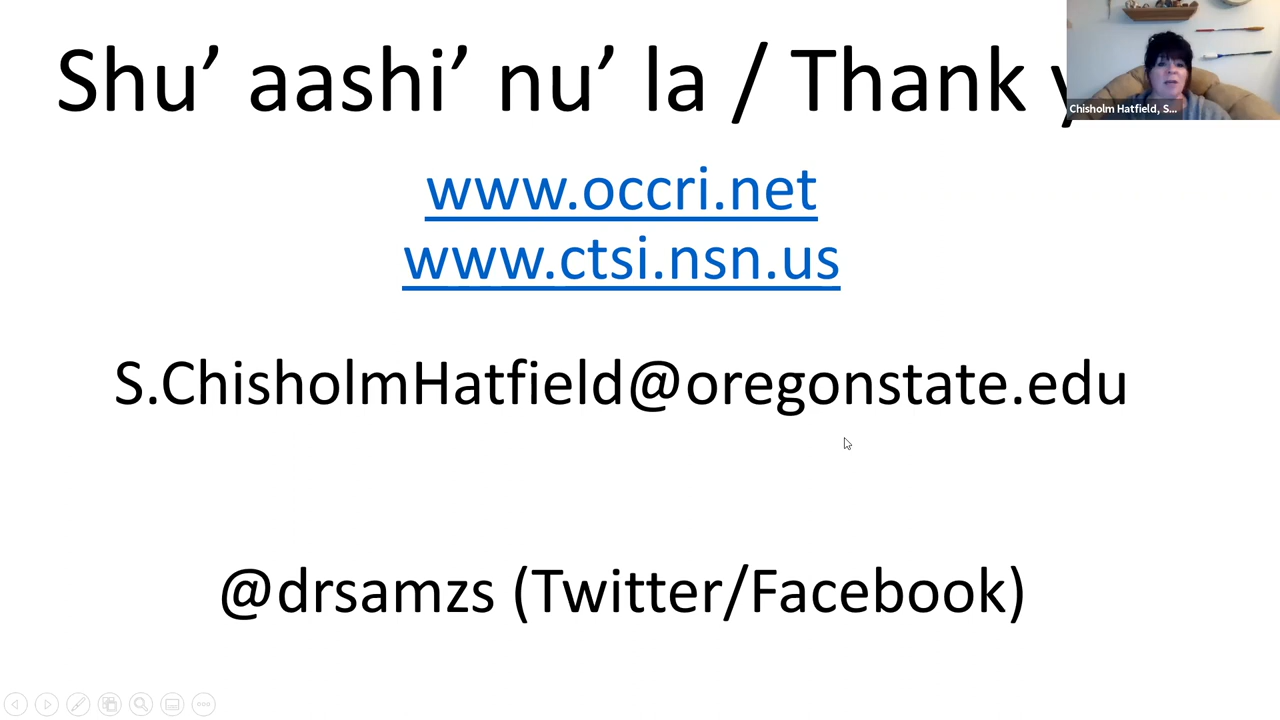 Shu’ aashi’ nu’ la / Thank
Chisholm Hatfield, S...
www.occri.net
www.ctsi.nsn.us
S.ChisholmHatfield@oregonstate.edu
@drsamzs (Twitter/Facebook)